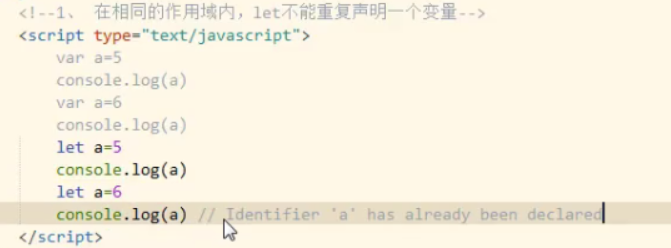 <!--1、 在相同的作用域内，let不能重复声明一个变量-->
<script type="text/javascript">
var a=5
console.log(a)
var a=6
console.log(a)
let a=5
console.log(a)
let a=6
console.log(a) // Identifier 'a' has already been declared
</script>